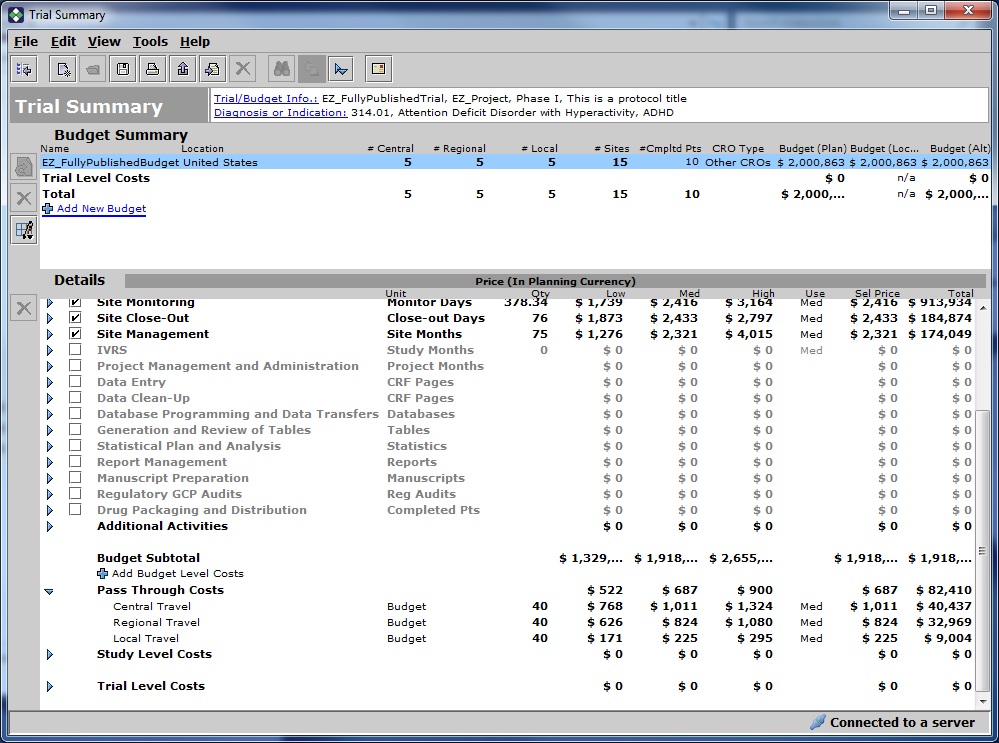 Trial Summary
File Edit View Tools Help
Trial Summary
Trial/Budget Info.: EZ_FullyPublishedTrial, EZ_Project, Phase I, This is a protocol title
Diagnosis or Indication: 314.01, Attention Deficit Disorder with Hyperactivity, ADHD
Budget Summary
Name Location # Central # Regional # Local # Sites #Cmpltd Pts CRO Type Budget (Plan) Budget (Loc... Budget (Alt)
EZ_FullyPublishedBudget United States 5 5 5 15 10 Other CROs $ 2,000,863 $ 2,000,863 $ 2,000,863
Trial Level Costs $ 0 n/a $ 0
Total 5 5 5 15 10 $ 2,000,... n/a $ 2,000,...
Add New Budget
Details Price (In Planning Currency)
Unit Qty Low Med High Use Sel Price Total
Site Monitoring Monitor Days 378.34 $ 1,739 $ 2,416 $ 3,164 Med $ 2,416 $ 913,934
Site Close-Out Close-out Days 76 $ 1,873 $ 2,433 $ 2,797 Med $ 2,433 $ 184,874
Site Management Site Months 75 $ 1,276 $ 2,321 $ 4,015 Med $ 2,321 $ 174,049
IVRS Study Months 0 $ 0 $ 0 $ 0 Med $ 0 $ 0
Project Management and Administration Project Months $ 0 $ 0 $ 0 $ 0 $ 0
Data Entry CRF Pages $ 0 $ 0 $ 0 $ 0 $ 0
Data Clean-Up CRF Pages $ 0 $ 0 $ 0 $ 0 $ 0
Database Programming and Data Transfers Databases $ 0 $ 0 $ 0 $ 0 $ 0
Generation and Review of Tables Tables $ 0 $ 0 $ 0 $ 0 $ 0
Statistical Plan and Analysis Statistics $ 0 $ 0 $ 0 $ 0 $ 0
Report Management Reports $ 0 $ 0 $ 0 $ 0 $ 0
Manuscript Preparation Manuscripts $ 0 $ 0 $ 0 $ 0 $ 0
Regulatory GCP Audits Reg Audits $ 0 $ 0 $ 0 $ 0 $ 0
Drug Packaging and Distribution Completed Pts $ 0 $ 0 $ 0 $ 0 $ 0
Additional Activities $ 0 $ 0 $ 0 $ 0 $ 0
Budget Subtotal $ 1,329,... $ 1,918,... $ 2,655,... $ 1,918,... $ 1,918,...
Add Budget Level Costs
Pass Through Costs $ 522 $ 687 $ 900 $ 687 $ 82,410
Central Travel Budget 40 $ 768 $ 1,011 $ 1,324 Med $ 1,011 $ 40,437
Regional Travel Budget 40 $ 626 $ 824 $ 1,080 Med $ 824 $ 32,969
Local Travel Budget 40 $ 171 $ 225 $ 295 Med $ 225 $ 9,004
Study Level Costs $ 0 $ 0 $ 0 $ 0 $ 0
Trial Level Costs $ 0 $ 0 $ 0 $ 0 $ 0
Connected to a server